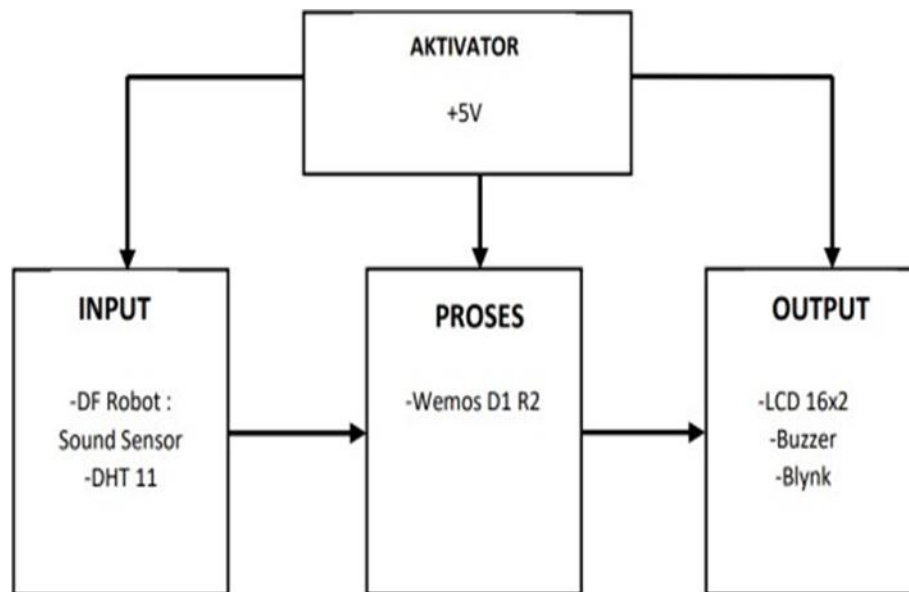 AKTIVATOR
+5V
INPUT
-DF Robot :
Sound Sensor
-DHT 11
PROSES
-Wemos D1 R2
OUTPUT
-LCD 16x2
-Buzzer
-Blynk